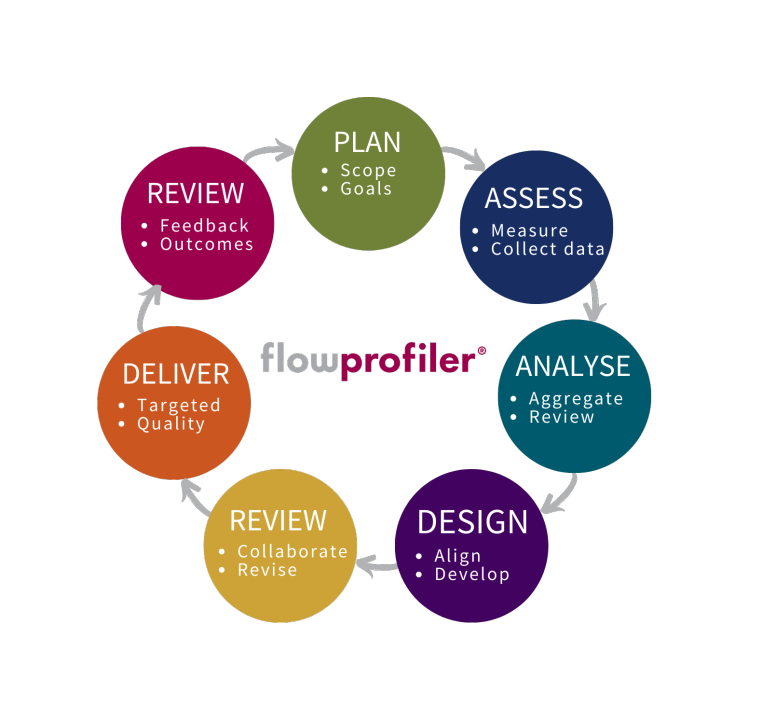 PLAN
• Scope
• Goals
ASSESS
• Measure
• Collect data
ANALYSE
• Aggregate
• Review
DESIGN
• Align
• Develop
REVIEW
• Collaborate
• Revise
DELIVER
• Targeted
• Quality
REVIEW
• Feedback
• Outcomes
flowprofiler®